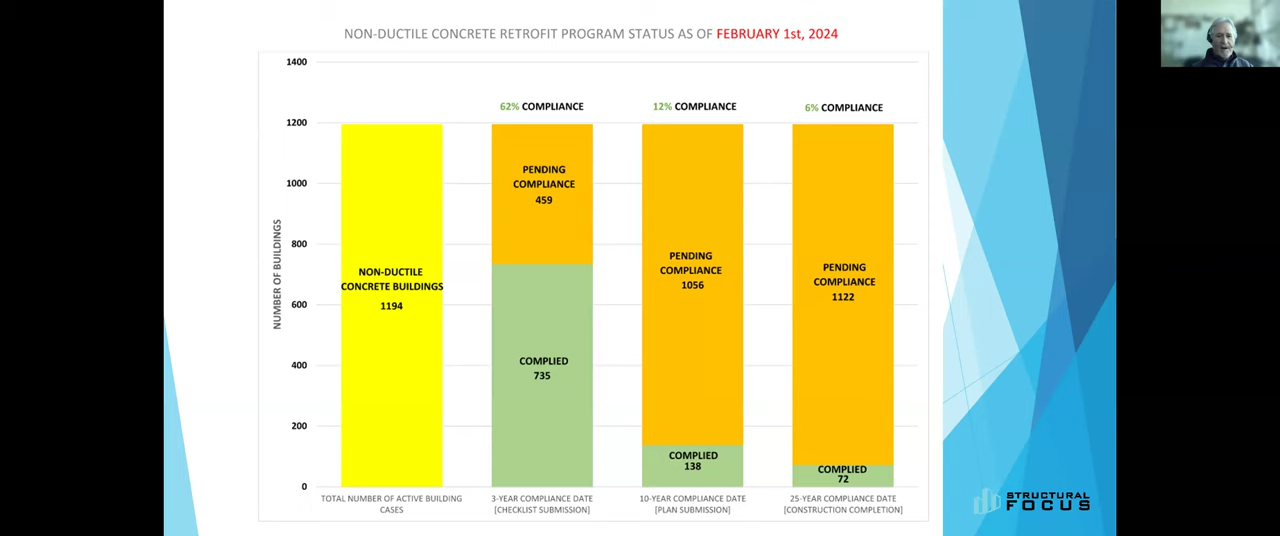 NON-DUCTILE CONCRETE RETROFIT PROGRAM STATUS AS OF FEBRUARY 1st, 2024
1400
1200
1000
800
600
400
200
0
NUMBER OF BUILDINGS
NON-DUCTILE
CONCRETE BUILDINGS
1194
62% COMPLIANCE
PENDING
COMPLIANCE
459
COMPLIED
735
12% COMPLIANCE
PENDING
COMPLIANCE
1056
COMPLIED
138
6% COMPLIANCE
PENDING
COMPLIANCE
1122
COMPLIED
72
TOTAL NUMBER OF ACTIVE BUILDING
CASES
3-YEAR COMPLIANCE DATE
[CHECKLIST SUBMISSION]
10-YEAR COMPLIANCE DATE
[PLAN SUBMISSION]
25-YEAR COMPLIANCE DATE
[CONSTRUCTION COMPLETION]
STRUCTURAL
FOCUS